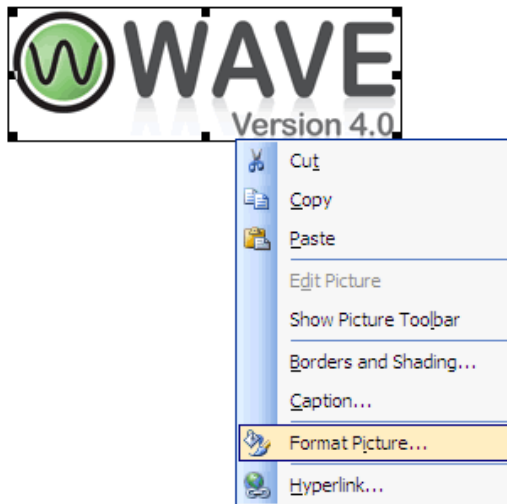 WAVE
Version 4.0
Cut
Copy
Paste
Edit Picture
Show Picture Toolbar
Borders and Shading...
Caption...
Format Picture...
Hyperlink...